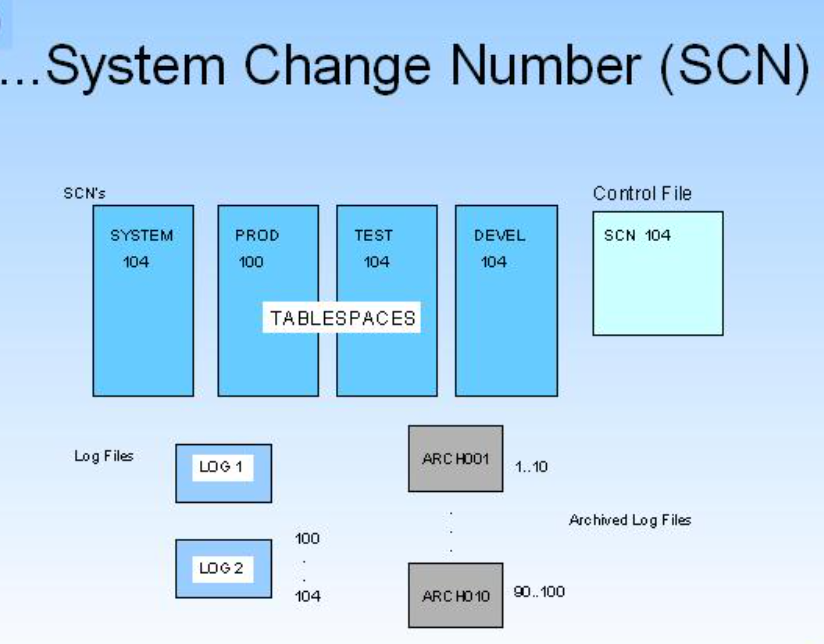 ...System Change Number (SCN)
SCN's
Control File
SYSTEM
104
PROD
100
TEST
104
DEVEL
104
SCN 104
TABLESPACES
Log Files
LOG 1
LOG 2
100
.
.
104
ARCH001
1..10
.
.
.
Archived Log Files
ARCH010
90..100